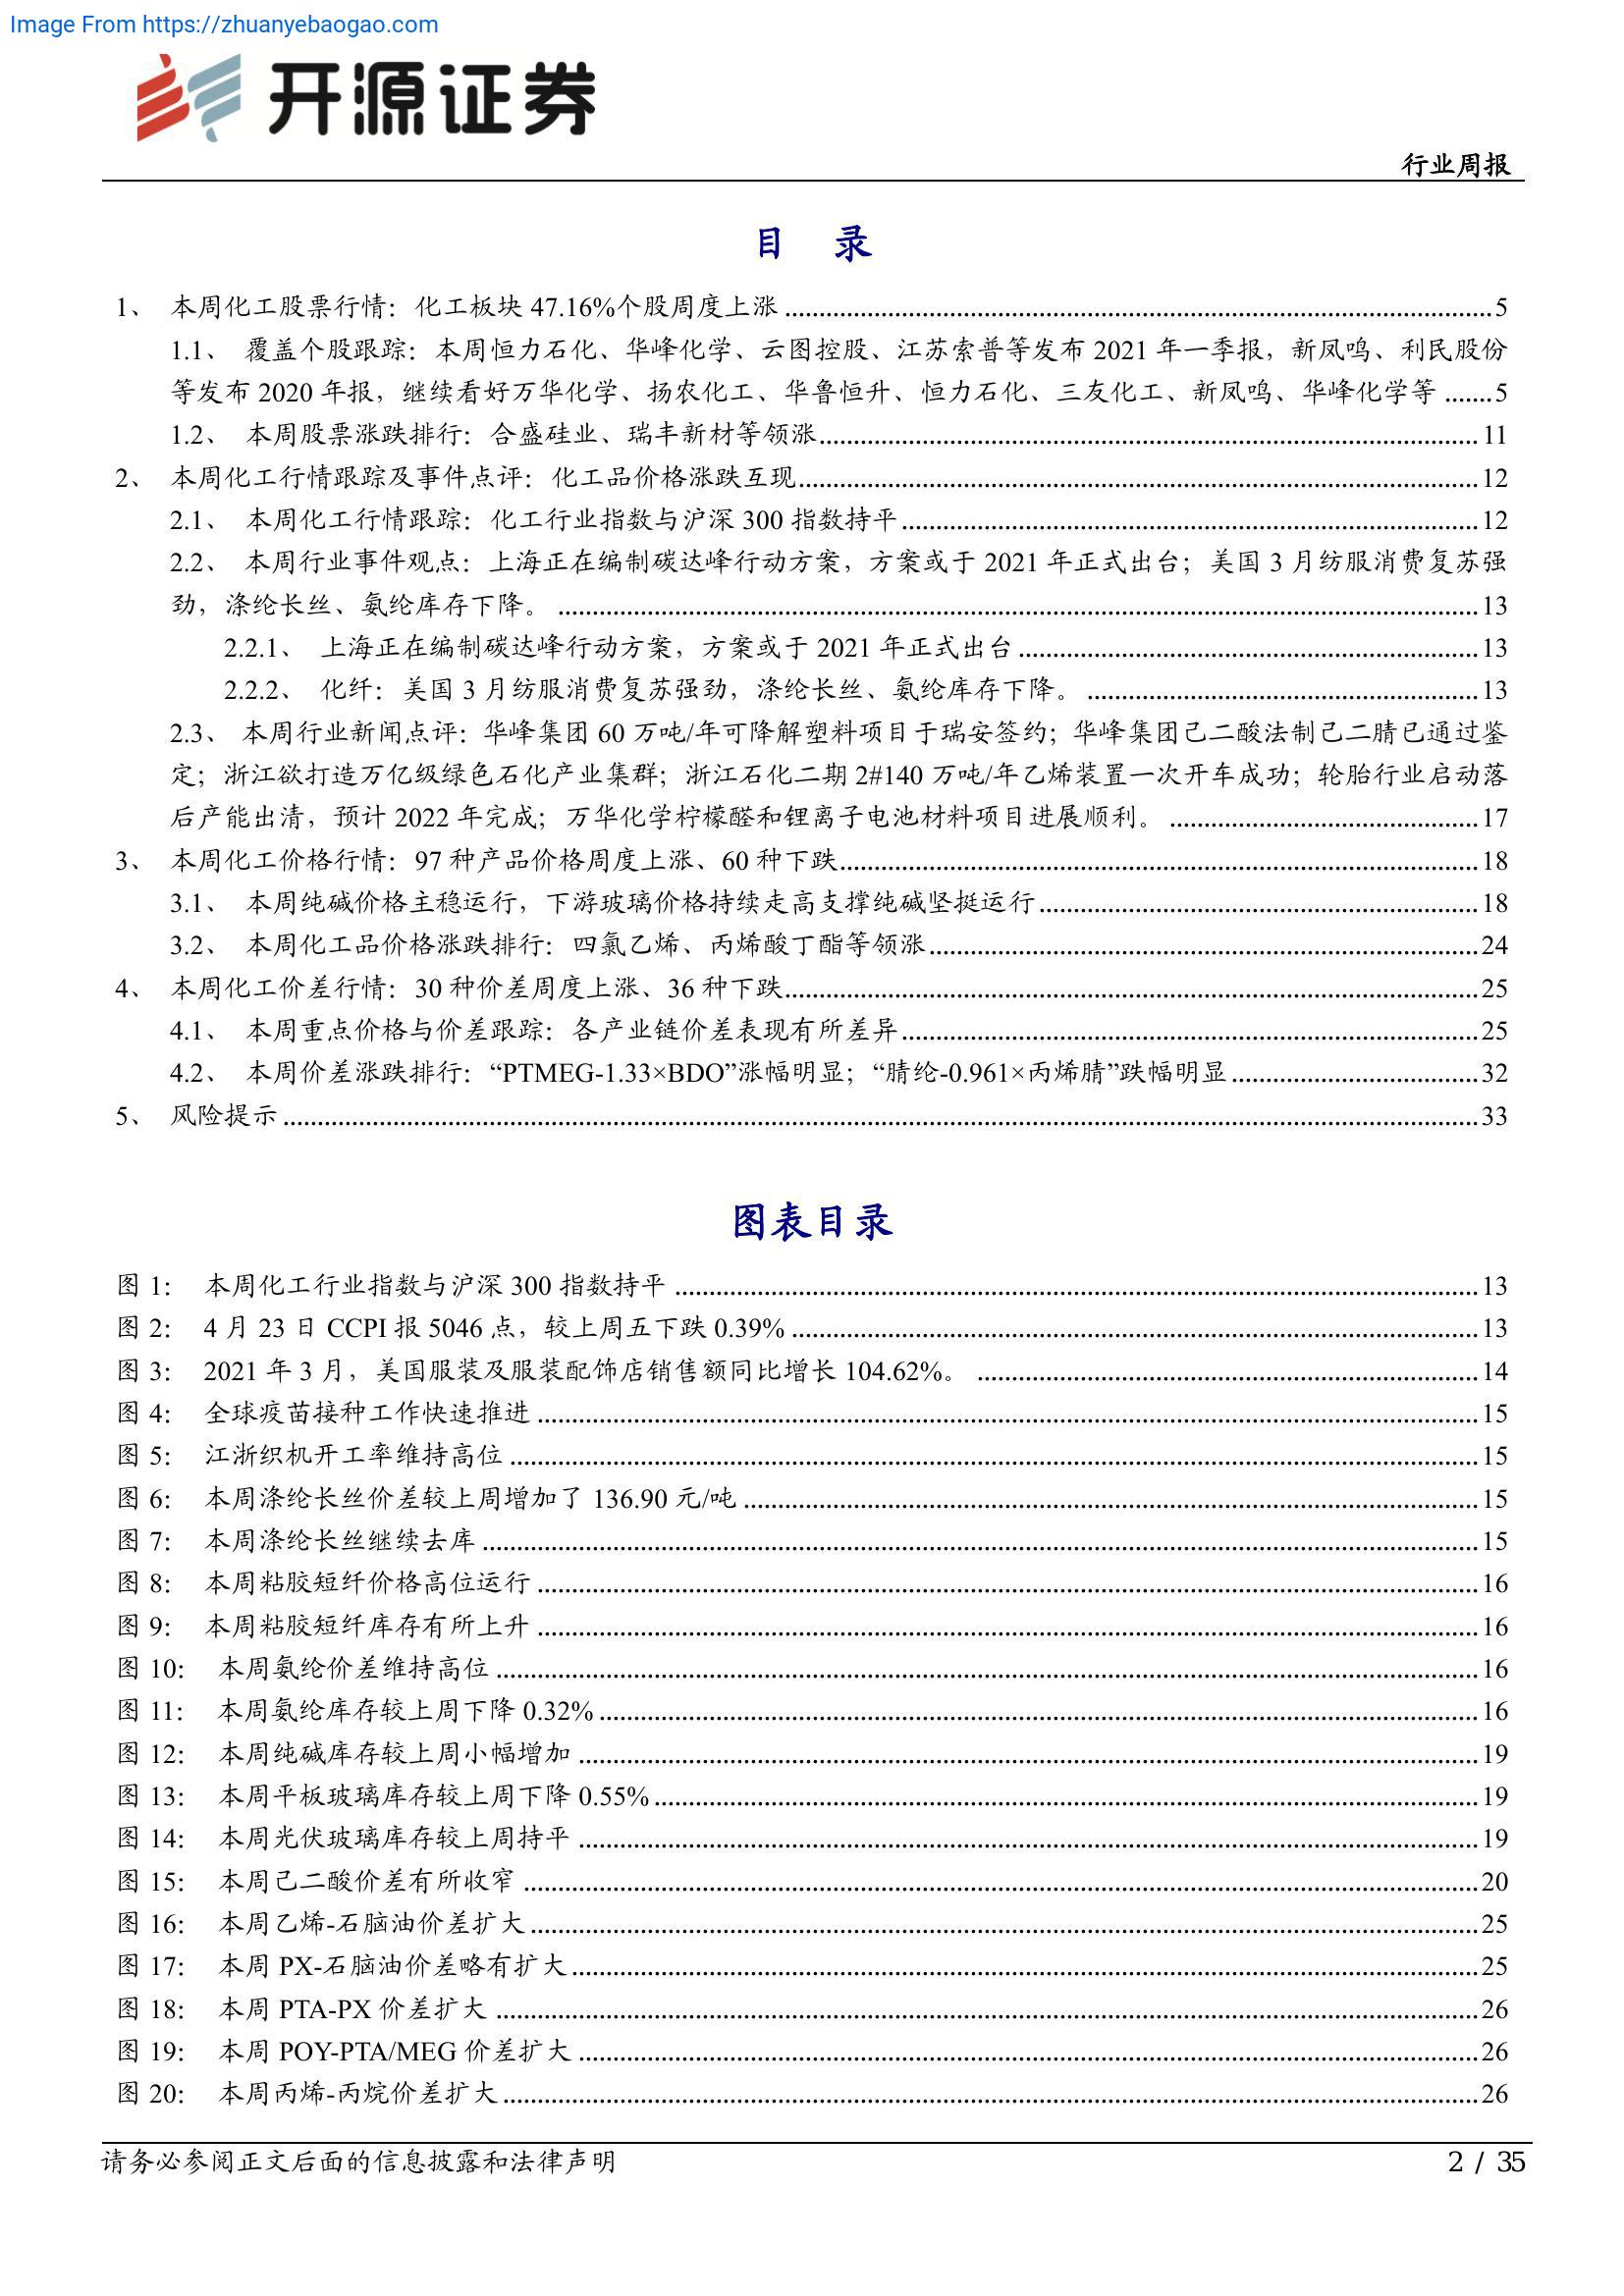 Image From https://zhuanyebaogao.com
开源证券
行业周报
目 录
1、 本周化工股票行情：化工板块 47.16%个股周度上涨 ........ 5
1.1、 覆盖个股跟踪：本周恒力石化、华峰化学、云图控股、江苏索普等发布 2021 年一季报，新凤鸣、利民股份
等发布 2020 年报，继续看好万华化学、扬农化工、华鲁恒升、恒力石化、三友化工、新凤鸣、华峰化学等 ....... 5
1.2、 本周股票涨跌排行：合盛硅业、瑞丰新材等领涨 ........ 11
2、 本周化工行情跟踪及事件点评：化工品价格涨跌互现 ........ 12
2.1、 本周化工行情跟踪：化工行业指数与沪深 300 指数持平 ........ 12
2.2、 本周行业事件观点：上海正在编制碳达峰行动方案，方案或于 2021 年正式出台；美国 3 月纺服消费复苏强
劲，涤纶长丝、氨纶库存下降。 ........ 13
2.2.1、 上海正在编制碳达峰行动方案，方案或于 2021 年正式出台 ........ 13
2.2.2、 化纤：美国 3 月纺服消费复苏强劲，涤纶长丝、氨纶库存下降。 ........ 13
2.3、 本周行业新闻点评：华峰集团 60 万吨/年可降解塑料项目于瑞安签约；华峰集团己二酸法制己二腈已通过鉴
定；浙江欲打造万亿级绿色石化产业集群；浙江石化二期 2#140 万吨/年乙烯装置一次开车成功；轮胎行业启动落
后产能出清，预计 2022 年完成；万华化学柠檬醛和锂离子电池材料项目进展顺利。 ........ 17
3、 本周化工价格行情：97 种产品价格周度上涨、60 种下跌 ........ 18
3.1、 本周纯碱价格主稳运行，下游玻璃价格持续走高支撑纯碱坚挺运行 ........ 18
3.2、 本周化工品价格涨跌排行：四氯乙烯、丙烯酸丁酯等领涨 ........ 24
4、 本周化工价差行情：30 种价差周度上涨、36 种下跌 ........ 25
4.1、 本周重点价格与价差跟踪：各产业链价差表现有所差异 ........ 25
4.2、 本周价差涨跌排行：“PTMEG-1.33×BDO”涨幅明显；“腈纶-0.961×丙烯腈”跌幅明显 ........ 32
5、 风险提示 ........ 33
图表目录
图 1： 本周化工行业指数与沪深 300 指数持平 ........ 13
图 2： 4 月 23 日 CCPI 报 5046 点，较上周五下跌 0.39% ........ 13
图 3： 2021 年 3 月，美国服装及服装配饰店销售额同比增长 104.62%。 ........ 14
图 4： 全球疫苗接种工作快速推进 ........ 15
图 5： 江浙织机开工率维持高位 ........ 15
图 6： 本周涤纶长丝价差较上周增加了 136.90 元/吨 ........ 15
图 7： 本周涤纶长丝继续去库 ........ 15
图 8： 本周粘胶短纤价格高位运行 ........ 16
图 9： 本周粘胶短纤库存有所上升 ........ 16
图 10： 本周氨纶价差维持高位 ........ 16
图 11： 本周氨纶库存较上周下降 0.32% ........ 16
图 12： 本周纯碱库存较上周小幅增加 ........ 19
图 13： 本周平板玻璃库存较上周下降 0.55% ........ 19
图 14： 本周光伏玻璃库存较上周持平 ........ 19
图 15： 本周己二酸价差有所收窄 ........ 20
图 16： 本周乙烯-石脑油价差扩大 ........ 25
图 17： 本周 PX-石脑油价差略有扩大 ........ 25
图 18： 本周 PTA-PX 价差扩大 ........ 26
图 19： 本周 POY-PTA/MEG 价差扩大 ........ 26
图 20： 本周丙烯-丙烷价差扩大 ........ 26
请务必参阅正文后面的信息披露和法律声明
2 / 35